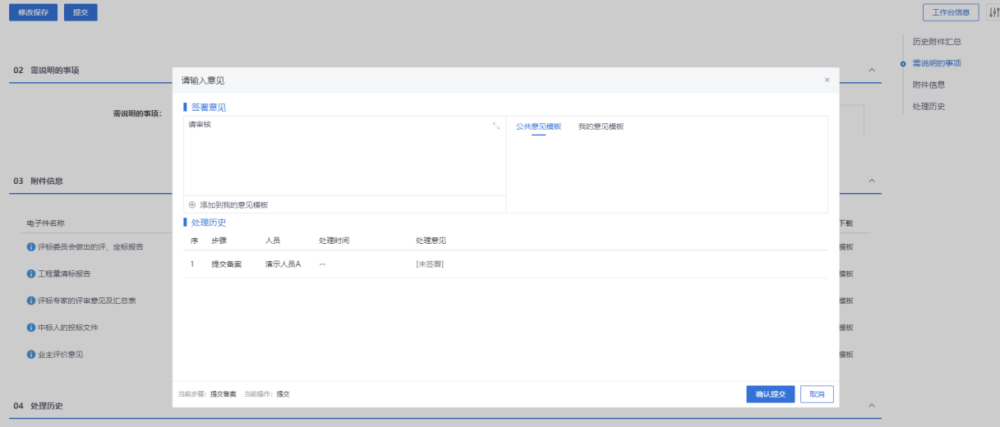 修改保存 提交 工作台信息
历史附件汇总
需说明的事项
附件信息
处理历史
02 需说明的事项
需说明的事项:
请输入意见 ×
签署意见
请审核
公共意见模板 我的意见模板
添加到我的意见模板
处理历史
序 步骤 人员 处理时间 处理意见
1 提交备案 演示人员A -- [未签署]
当前步骤: 提交备案 当前操作: 提交
确认提交 取消
03 附件信息
电子件名称 下载
评标委员会做出的评、定标报告 模板
工程量清标报告 模板
评标专家的评审意见及汇总表 模板
中标人的投标文件 模板
业主评价意见 模板
04 处理历史